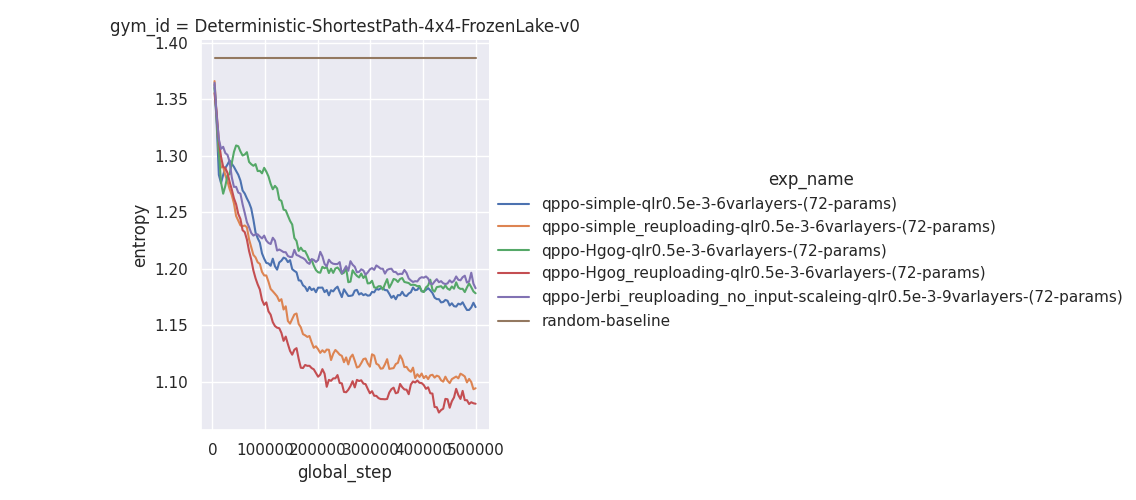 gym_id = Deterministic-ShortestPath-4x4-FrozenLake-v0
1.40
1.35
1.30
1.25
1.20
1.15
1.10
entropy
0 100000 200000 300000 400000 500000
global_step
exp_name
qppo-simple-qlr0.5e-3-6varlayers-(72-params)
qppo-simple_reuploading-qlr0.5e-3-6varlayers-(72-params)
qppo-Hgog-qlr0.5e-3-6varlayers-(72-params)
qppo-Hgog_reuploading-qlr0.5e-3-6varlayers-(72-params)
qppo-Jerbi_reuploading_no_input-scaleing-qlr0.5e-3-9varlayers-(72-params)
random-baseline